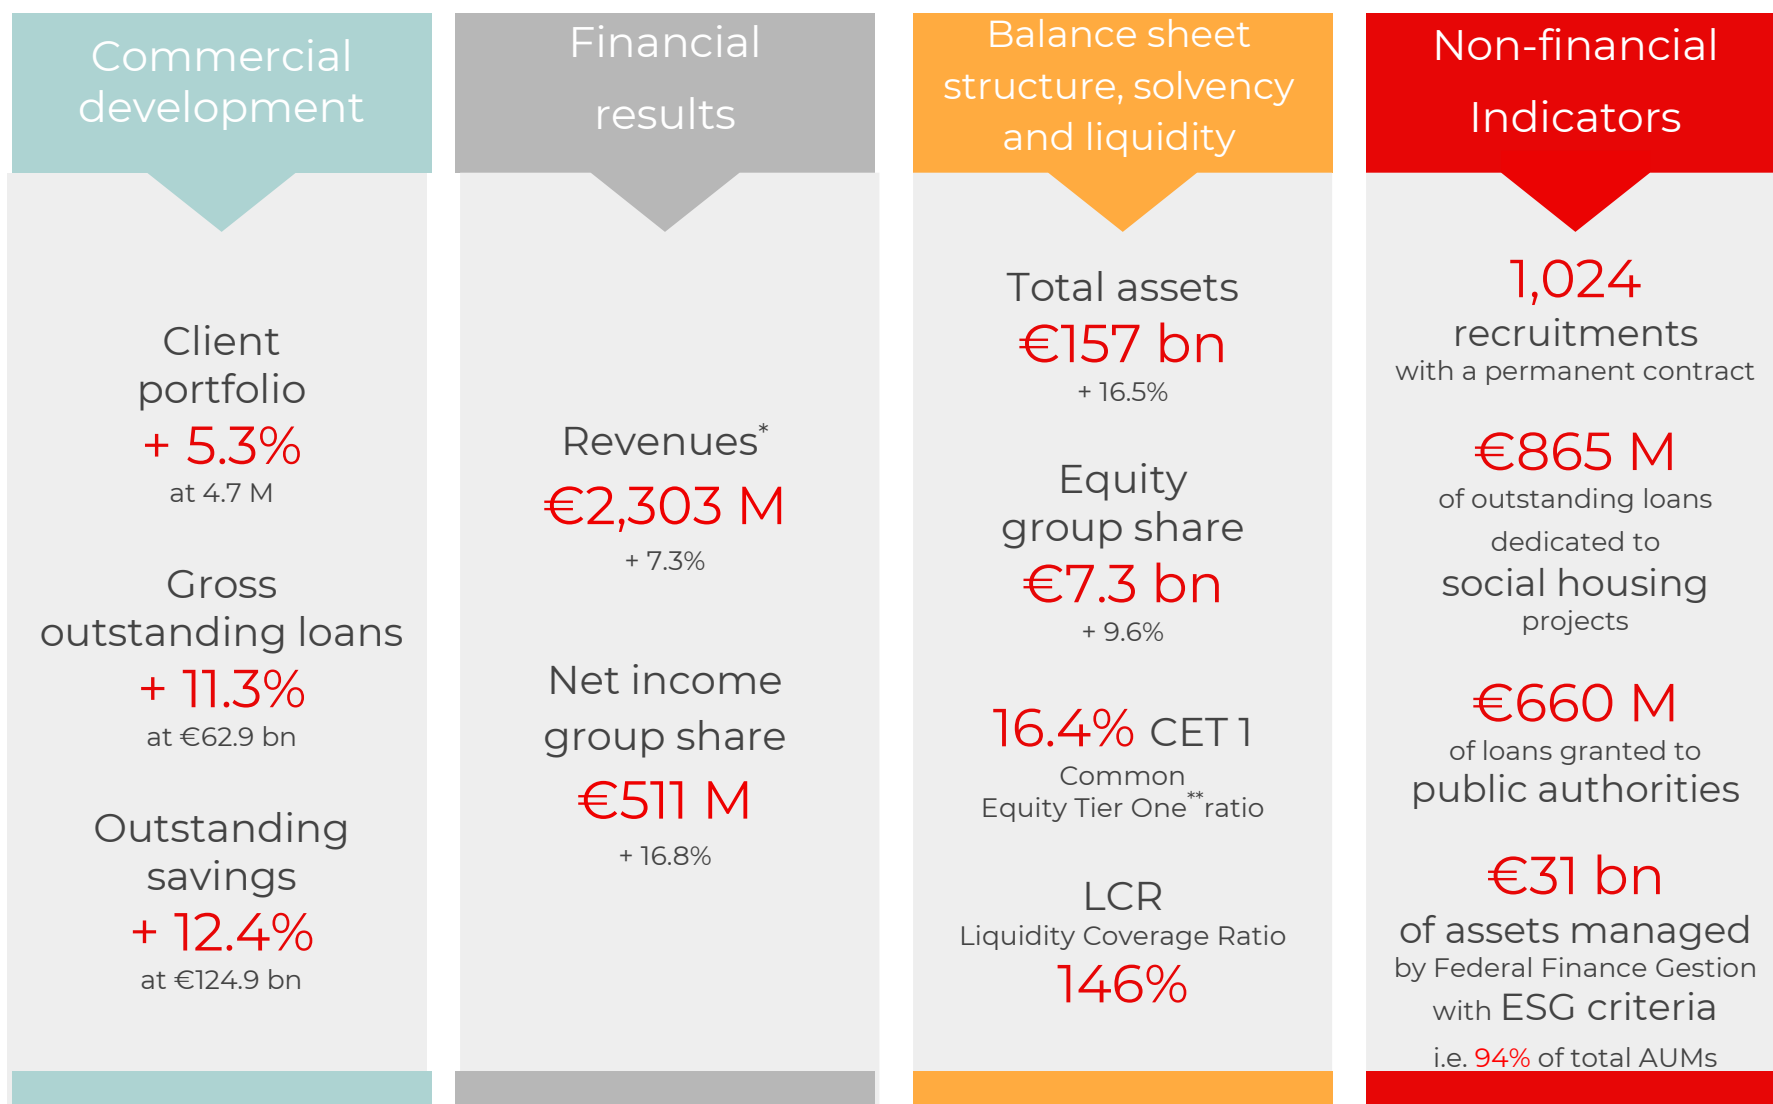 Commercial
development
Client
portfolio
+ 5.3%
at 4.7 M
Gross
outstanding loans
+ 11.3%
at €62.9 bn
Outstanding
savings
+ 12.4%
at €124.9 bn
Financial
results
Revenues*
€2,303 M
+ 7.3%
Net income
group share
€511 M
+ 16.8%
Balance sheet
structure, solvency
and liquidity
Total assets
€157 bn
+ 16.5%
Equity
group share
€7.3 bn
+ 9.6%
16.4% CET 1
Common
Equity Tier One** ratio
LCR
Liquidity Coverage Ratio
146%
Non-financial
Indicators
1,024
recruitments
with a permanent contract
€865 M
of outstanding loans
dedicated to
social housing
projects
€660 M
of loans granted to
public authorities
€31 bn
of assets managed
by Federal Finance Gestion
with ESG criteria
i.e. 94% of total AUMs